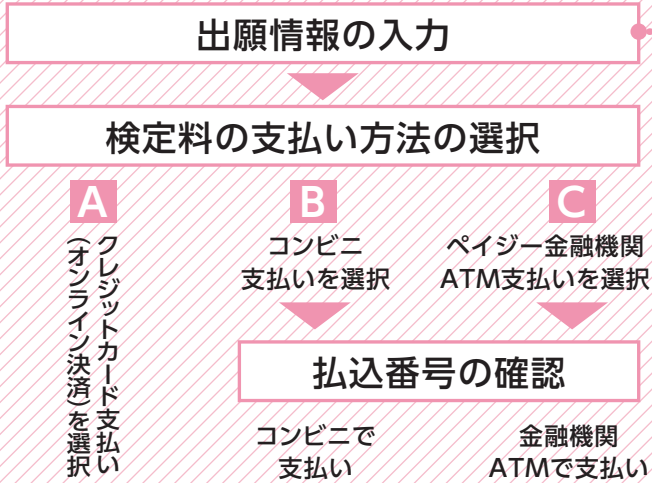 出願情報の入力
検定料の支払い方法の選択
A
クレジットカード支払い
(オンライン決済)を選択
B
コンビニ
支払いを選択
C
ペイジー金融機関
ATM支払いを選択
払込番号の確認
コンビニで
支払い
金融機関
ATMで支払い